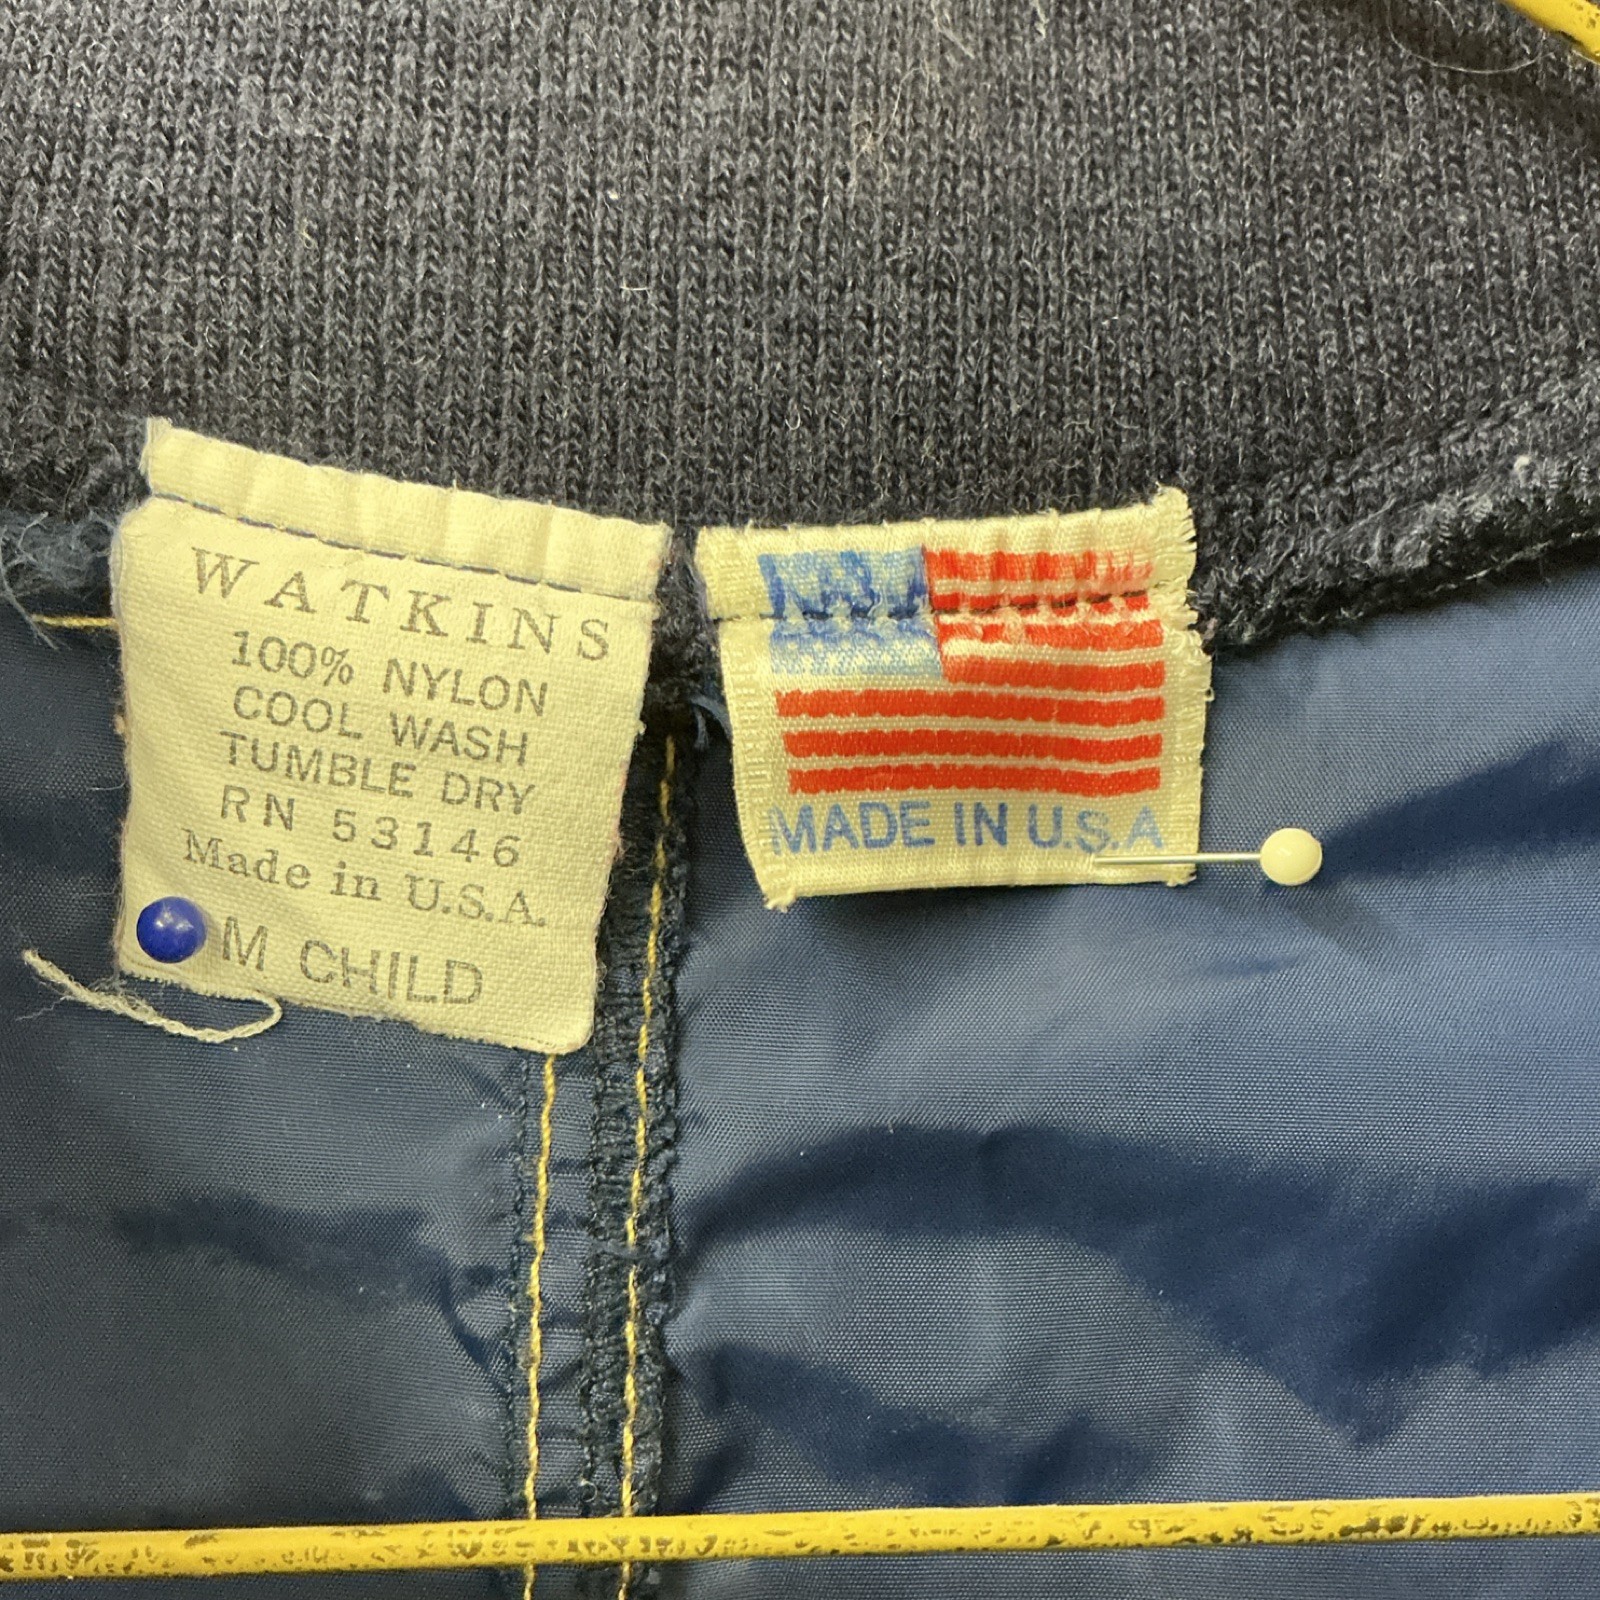 WATKINS
100% NYLON
COOL WASH
TUMBLE DRY
RN 53146
Made in U.S.A.
M CHILD
MADE IN U.S.A